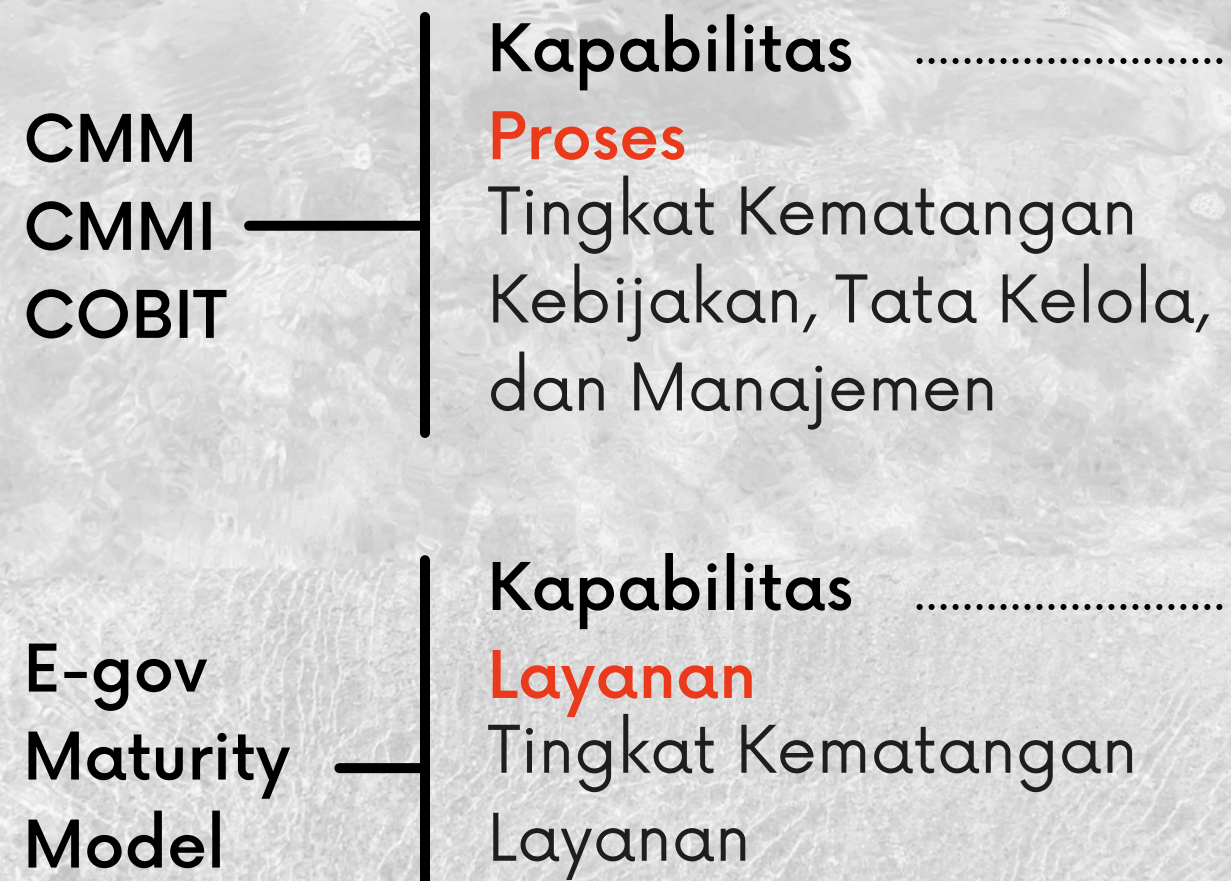 CMM
CMMI
COBIT
Kapabilitas ..........................
Proses
Tingkat Kematangan
Kebijakan, Tata Kelola,
dan Manajemen
E-gov
Maturity
Model
Kapabilitas ..........................
Layanan
Tingkat Kematangan
Layanan